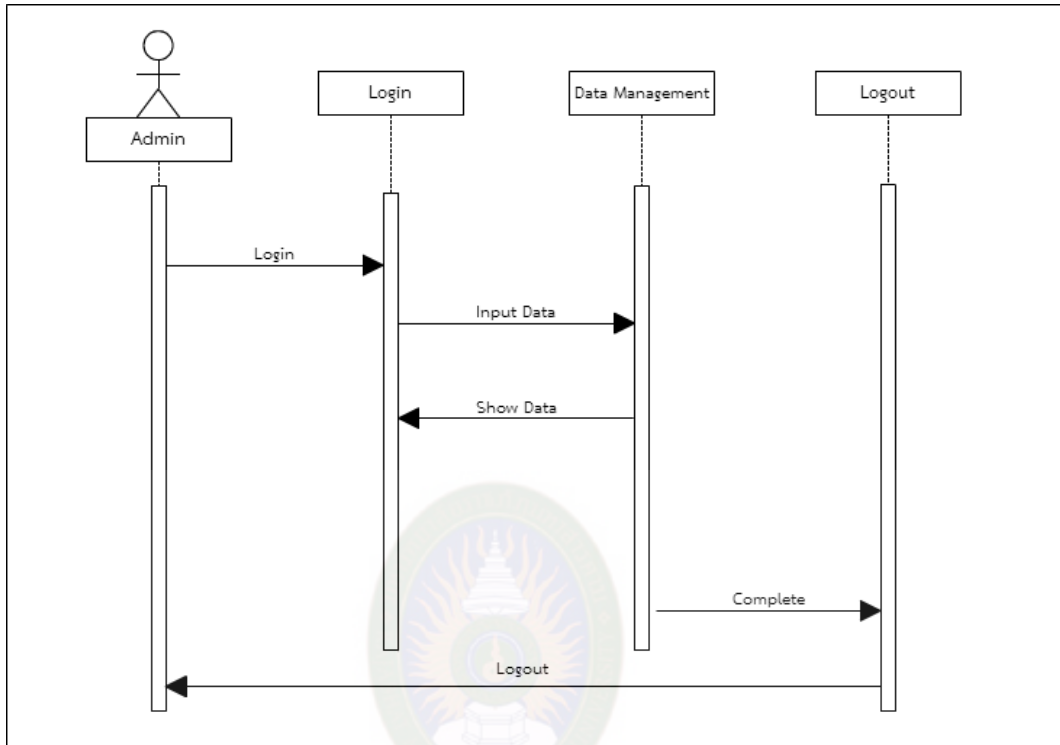 Admin
Login
Data Management
Logout
Login
Input Data
Show Data
Complete
Logout